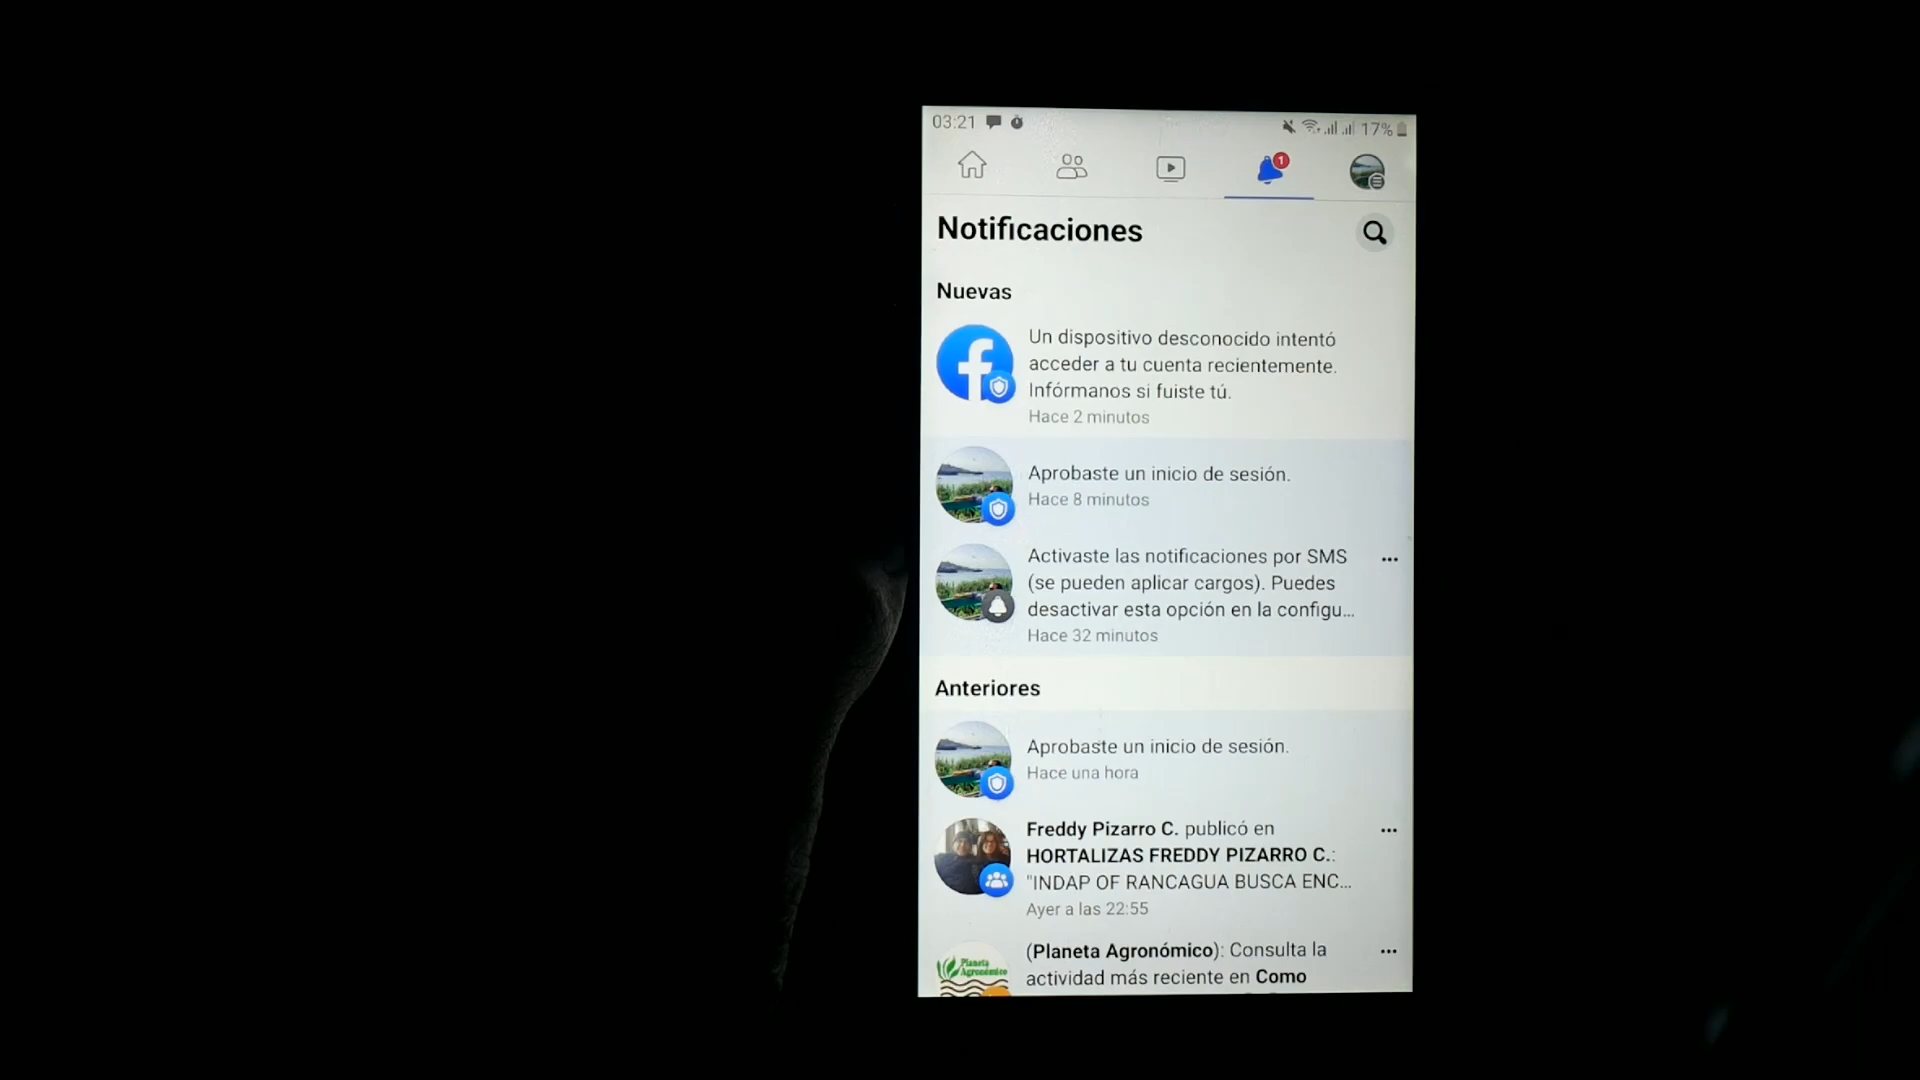 03:21
17%
1
Notificaciones
Nuevas
Un dispositivo desconocido intentó
acceder a tu cuenta recientemente.
Infórmanos si fuiste tú.
Hace 2 minutos
Aprobaste un inicio de sesión.
Hace 8 minutos
Activaste las notificaciones por SMS
(se pueden aplicar cargos). Puedes
desactivar esta opción en la configu...
Hace 32 minutos
Anteriores
Aprobaste un inicio de sesión.
Hace una hora
Freddy Pizarro C. publicó en
HORTALIZAS FREDDY PIZARRO C.:
"INDAP OF RANCAGUA BUSCA ENC...
Ayer a las 22:55
Planeta
Agronómico
(Planeta Agronómico): Consulta la
actividad más reciente en Como